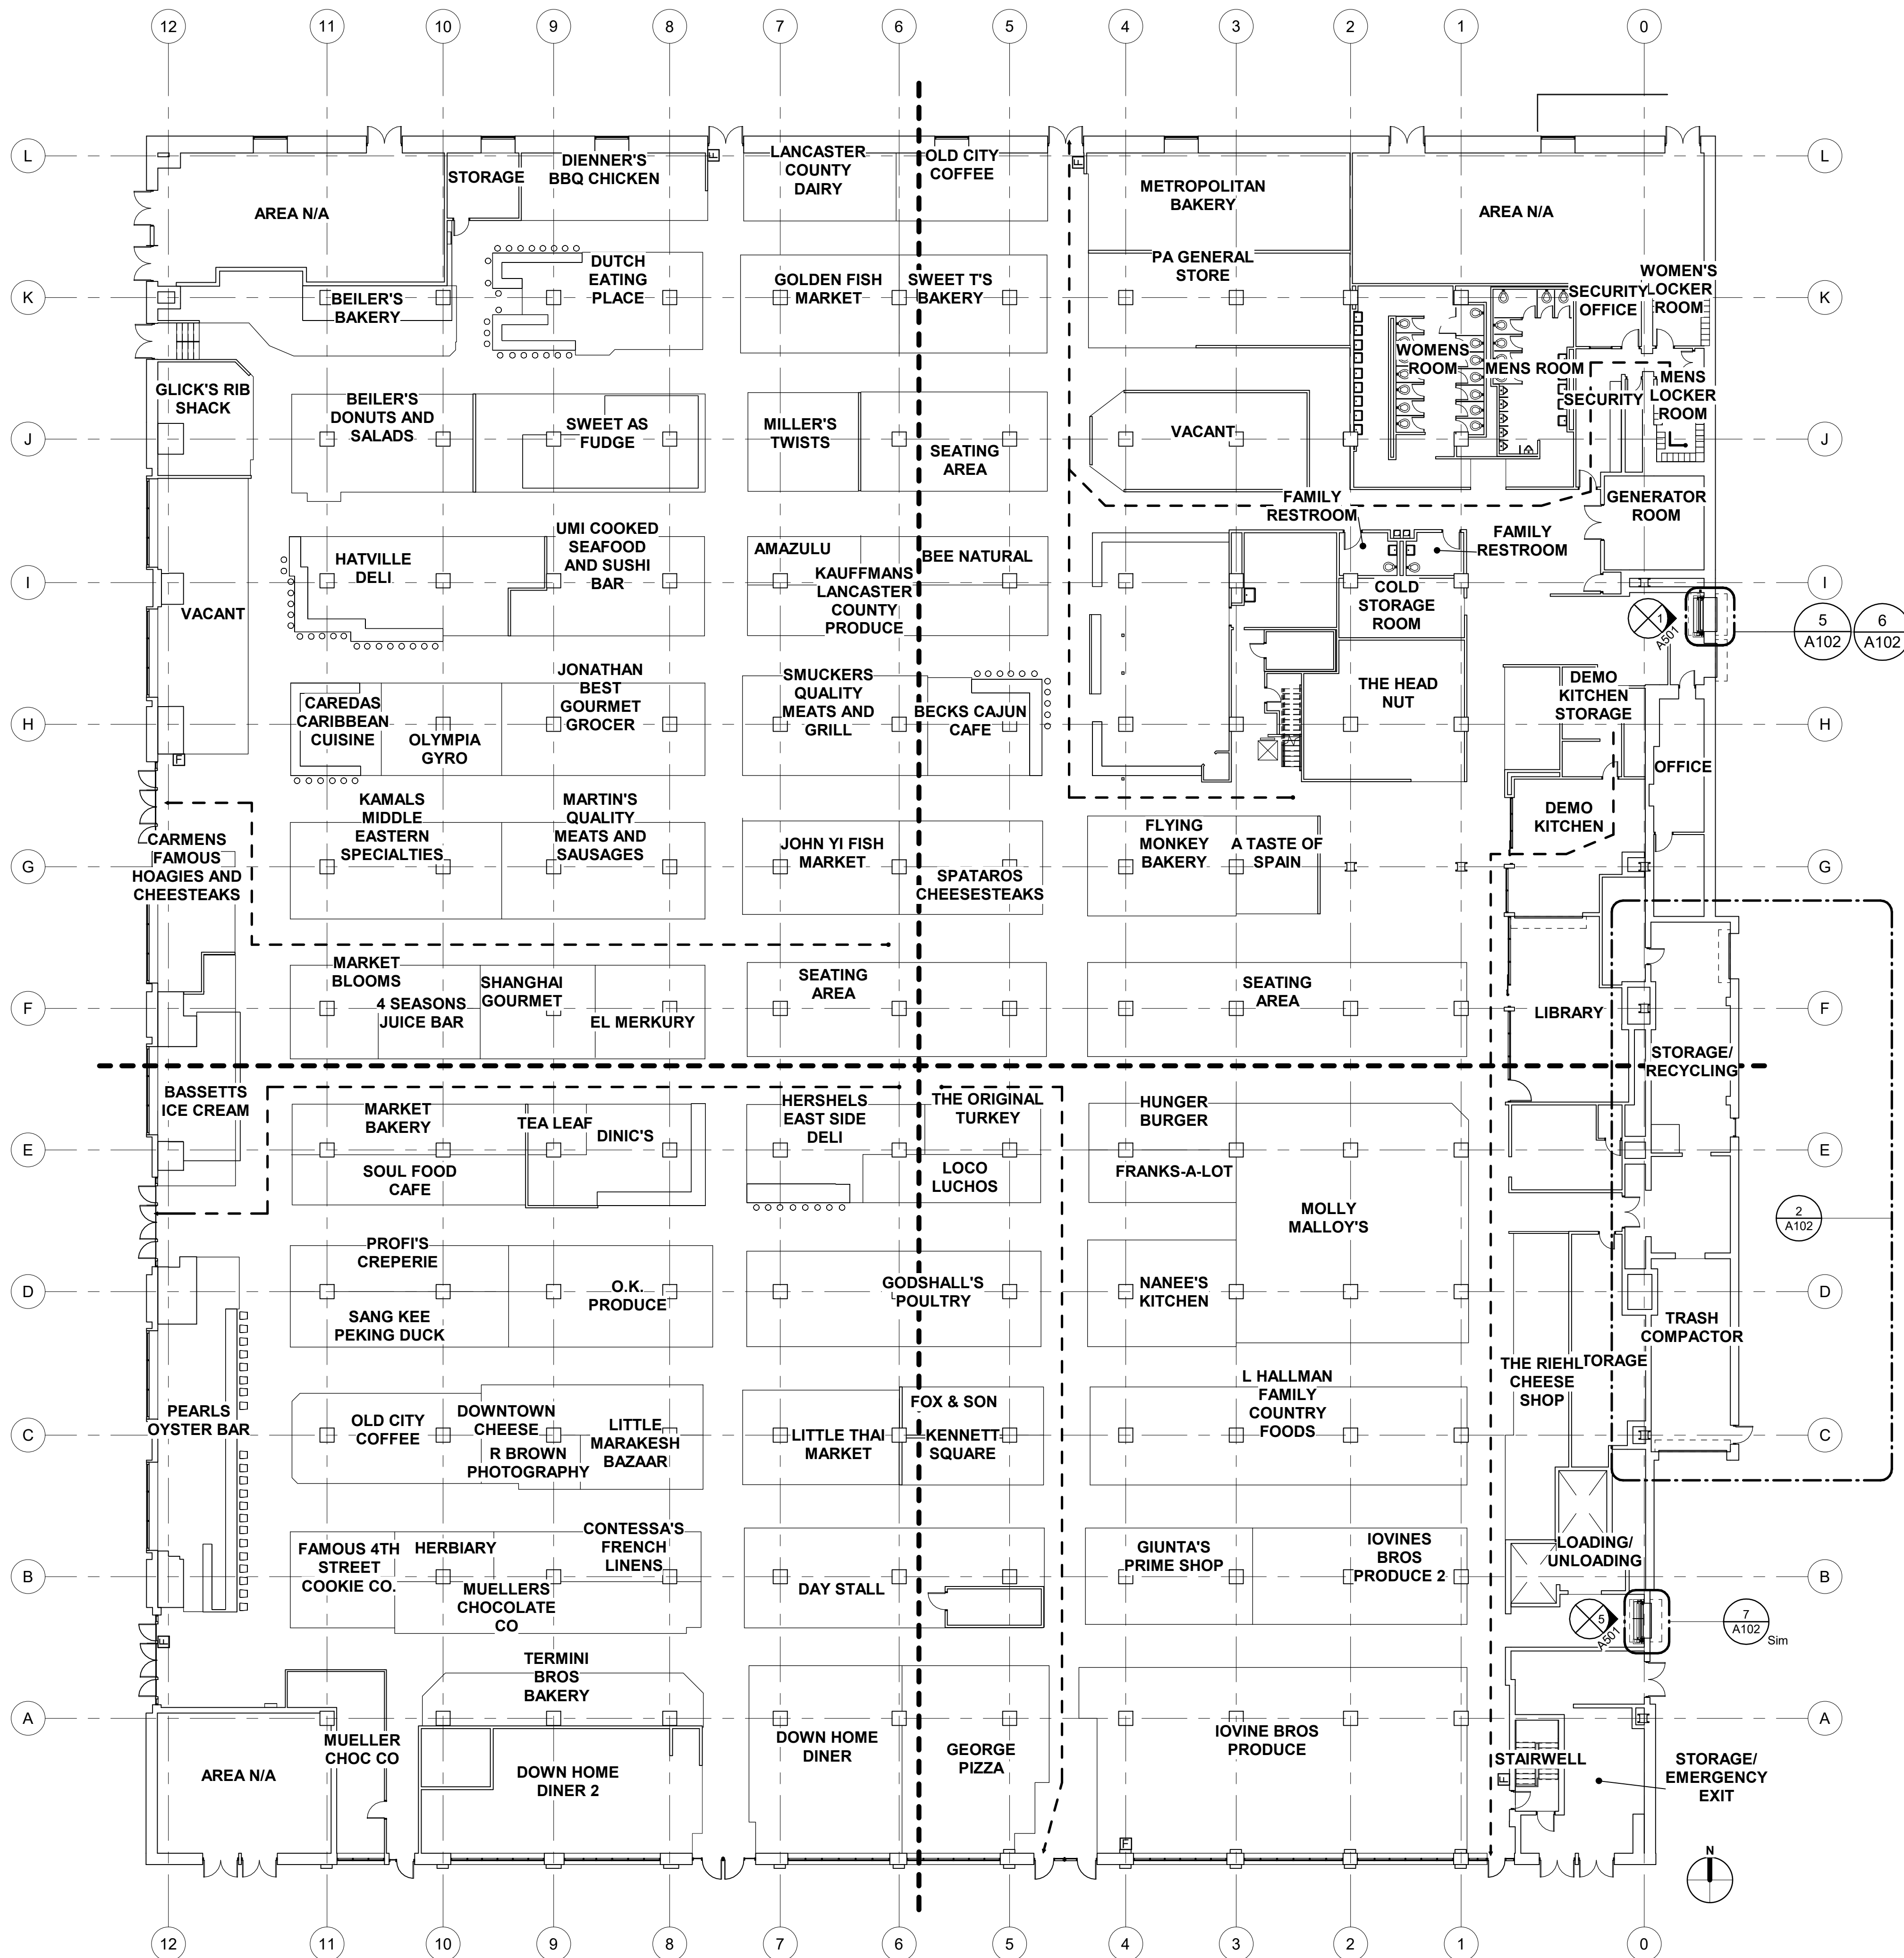 12 11 10 9 8 7 6 5 4 3 2 1 0
L
L
DIENNER'S
BBQ CHICKEN
STORAGE
LANCASTER
COUNTY
DAIRY
OLD CITY
COFFEE
METROPOLITAN
BAKERY
AREA N/A
AREA N/A
F
F
K
K
BEILER'S
BAKERY
DUTCH
EATING
PLACE
GOLDEN FISH
MARKET
SWEET T'S
BAKERY
PA GENERAL
STORE
SECURITY
OFFICE
WOMEN'S
LOCKER
ROOM
WOMENS
ROOM
MENS ROOM
GLICK'S RIB
SHACK
J
J
BEILER'S
DONUTS AND
SALADS
SWEET AS
FUDGE
MILLER'S
TWISTS
SEATING
AREA
VACANT
SECURITY
MENS
LOCKER
ROOM
FAMILY
RESTROOM
FAMILY
RESTROOM
GENERATOR
ROOM
I
I
VACANT
HATVILLE
DELI
UMI COOKED
SEAFOOD
AND SUSHI
BAR
AMAZULU
BEE NATURAL
KAUFFMANS
LANCASTER
COUNTY
PRODUCE
COLD
STORAGE
ROOM
1
A501
5
A102
6
A102
H
H
CAREDAS
CARIBBEAN
CUISINE
OLYMPIA
GYRO
JONATHAN
BEST
GOURMET
GROCER
SMUCKERS
QUALITY
MEATS AND
GRILL
BECKS CAJUN
CAFE
THE HEAD
NUT
DEMO
KITCHEN
STORAGE
OFFICE
F
G
G
CARMENS
FAMOUS
HOAGIES AND
CHEESTEAKS
KAMALS
MIDDLE
EASTERN
SPECIALTIES
MARTIN'S
QUALITY
MEATS AND
SAUSAGES
JOHN YI FISH
MARKET
SPATAROS
CHEESESTEAKS
FLYING
MONKEY
BAKERY
A TASTE OF
SPAIN
DEMO
KITCHEN
F
F
MARKET
BLOOMS
4 SEASONS
JUICE BAR
SHANGHAI
GOURMET
EL MERKURY
SEATING
AREA
SEATING
AREA
LIBRARY
STORAGE/
RECYCLING
E
E
BASSETTS
ICE CREAM
MARKET
BAKERY
SOUL FOOD
CAFE
TEA LEAF
DINIC'S
HERSHELS
EAST SIDE
DELI
THE ORIGINAL
TURKEY
LOCO
LUCHOS
HUNGER
BURGER
FRANKS-A-LOT
MOLLY
MALLOY'S
2
A102
D
D
PROFI'S
CREPERIE
SANG KEE
PEKING DUCK
O.K.
PRODUCE
GODSHALL'S
POULTRY
NANEE'S
KITCHEN
TRASH
COMPACTOR
THE RIEHL
CHEESE
SHOP
TORAGE
C
C
PEARLS
OYSTER BAR
OLD CITY
COFFEE
DOWNTOWN
CHEESE
R BROWN
PHOTOGRAPHY
LITTLE
MARAKESH
BAZAAR
LITTLE THAI
MARKET
FOX & SON
KENNETT
SQUARE
L HALLMAN
FAMILY
COUNTRY
FOODS
B
B
FAMOUS 4TH
STREET
COOKIE CO.
HERBIARY
MUELLERS
CHOCOLATE
CO
CONTESSA'S
FRENCH
LINENS
DAY STALL
GIUNTA'S
PRIME SHOP
IOVINES
BROS
PRODUCE 2
LOADING/
UNLOADING
5
A501
7
A102
Sim
F
A
A
TERMINI
BROS
BAKERY
AREA N/A
MUELLER
CHOC CO
DOWN HOME
DINER 2
DOWN HOME
DINER
GEORGE
PIZZA
IOVINE BROS
PRODUCE
STAIRWELL
STORAGE/
EMERGENCY
EXIT
F
F
N
12 11 10 9 8 7 6 5 4 3 2 1 0